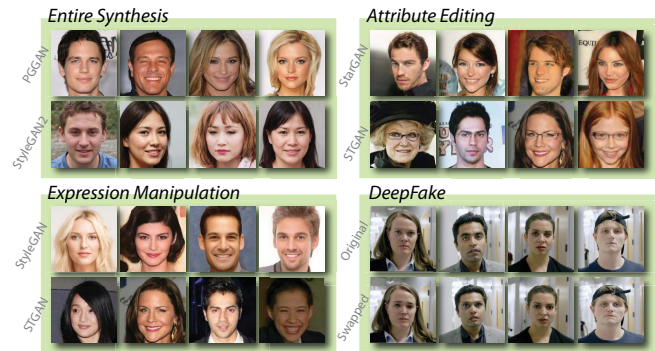 Entire Synthesis
PGGAN
StyleGAN2
Attribute Editing
StarGAN
STGAN
Expression Manipulation
StyleGAN
STGAN
DeepFake
Original
Swapped